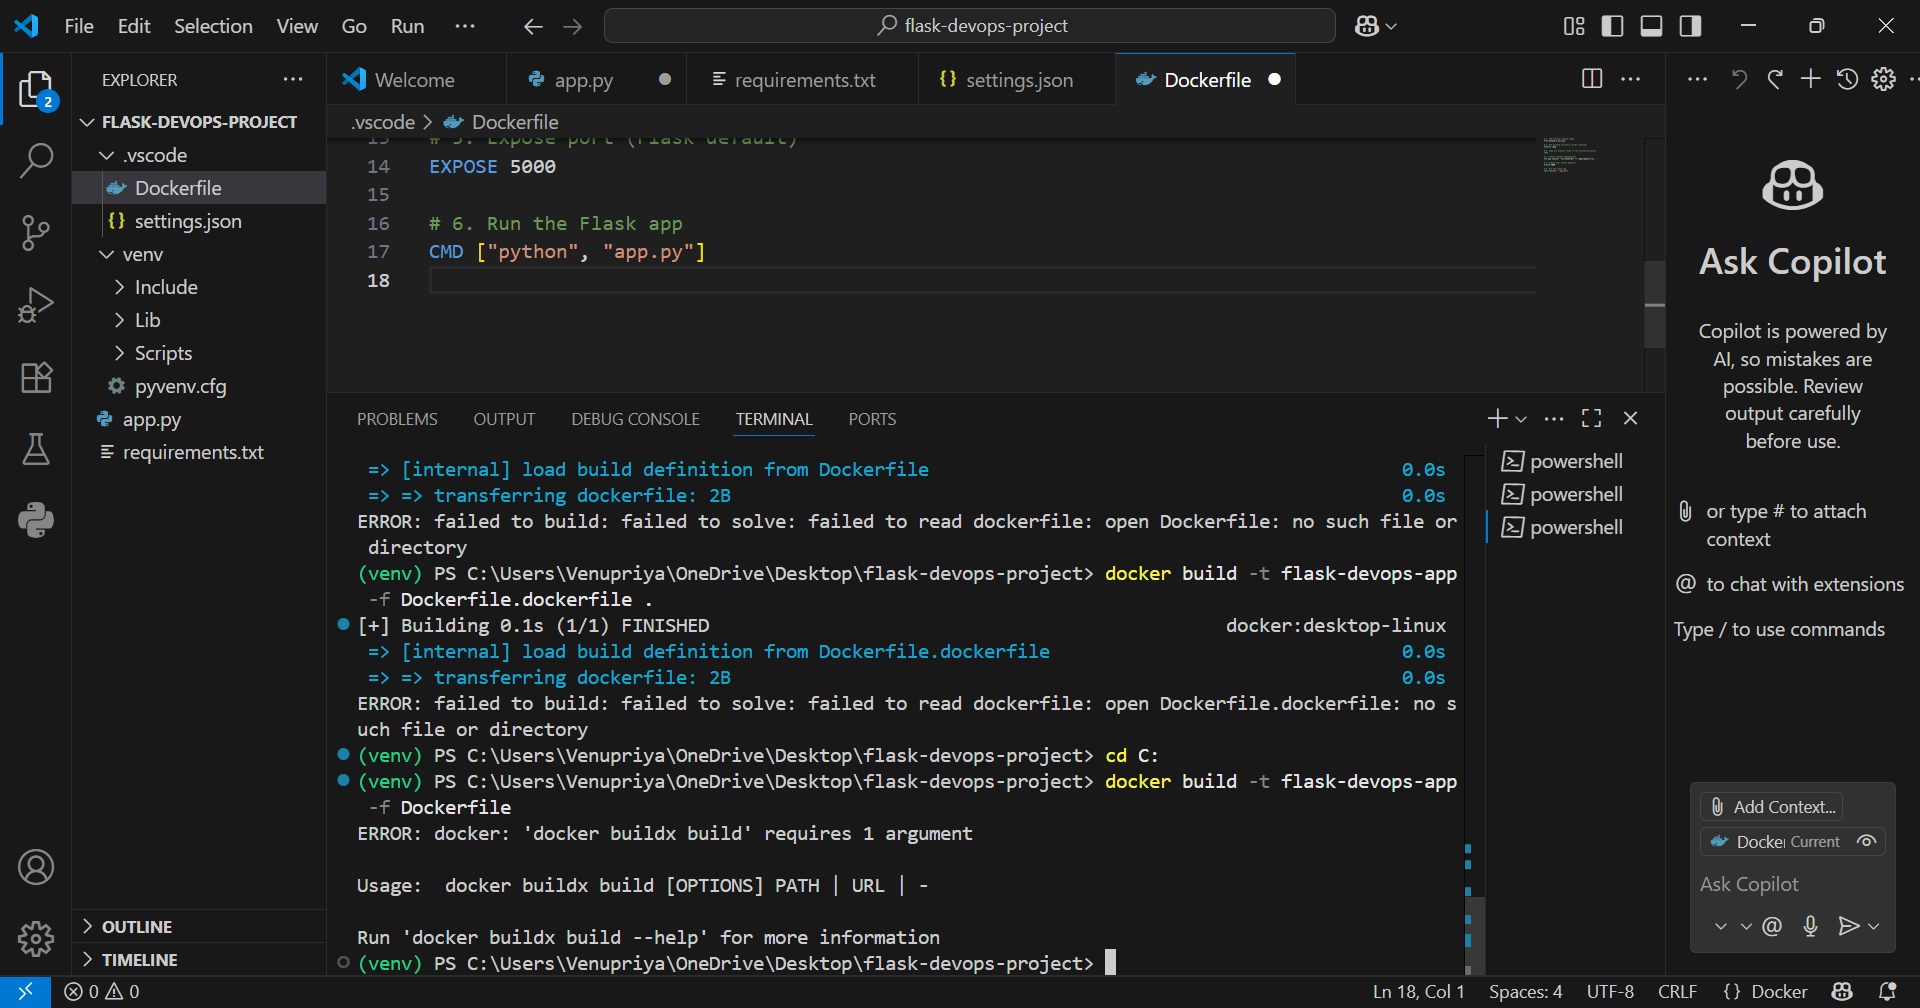 File Edit Selection View Go Run ··· flask-devops-project
EXPLORER ···
FLASK-DEVOPS-PROJECT
.vscode
Dockerfile
settings.json
venv
Include
Lib
Scripts
pyvenv.cfg
app.py
requirements.txt
OUTLINE
TIMELINE
2
Welcome app.py requirements.txt {} settings.json Dockerfile
.vscode > Dockerfile
13 # 5. Expose port (Flask default)
14 EXPOSE 5000
15
16 # 6. Run the Flask app
17 CMD ["python", "app.py"]
18
PROBLEMS OUTPUT DEBUG CONSOLE TERMINAL PORTS
=> [internal] load build definition from Dockerfile 0.0s
=> => transferring dockerfile: 2B 0.0s
ERROR: failed to build: failed to solve: failed to read dockerfile: open Dockerfile: no such file or
directory
(venv) PS C:\Users\Venupriya\OneDrive\Desktop\flask-devops-project> docker build -t flask-devops-app
-f Dockerfile.dockerfile .
[+] Building 0.1s (1/1) FINISHED docker:desktop-linux
=> [internal] load build definition from Dockerfile.dockerfile 0.0s
=> => transferring dockerfile: 2B 0.0s
ERROR: failed to build: failed to solve: failed to read dockerfile: open Dockerfile.dockerfile: no s
uch file or directory
(venv) PS C:\Users\Venupriya\OneDrive\Desktop\flask-devops-project> cd C:
(venv) PS C:\Users\Venupriya\OneDrive\Desktop\flask-devops-project> docker build -t flask-devops-app
-f Dockerfile
ERROR: docker: 'docker buildx build' requires 1 argument
Usage:  docker buildx build [OPTIONS] PATH | URL | -
Run 'docker buildx build --help' for more information
(venv) PS C:\Users\Venupriya\OneDrive\Desktop\flask-devops-project>
powershell
powershell
powershell
Ask Copilot
Copilot is powered by
AI, so mistakes are
possible. Review
output carefully
before use.
or type # to attach
context
@ to chat with extensions
Type / to use commands
Add Context...
Docker Current
Ask Copilot
0 0 Ln 18, Col 1 Spaces: 4 UTF-8 CRLF {} Docker